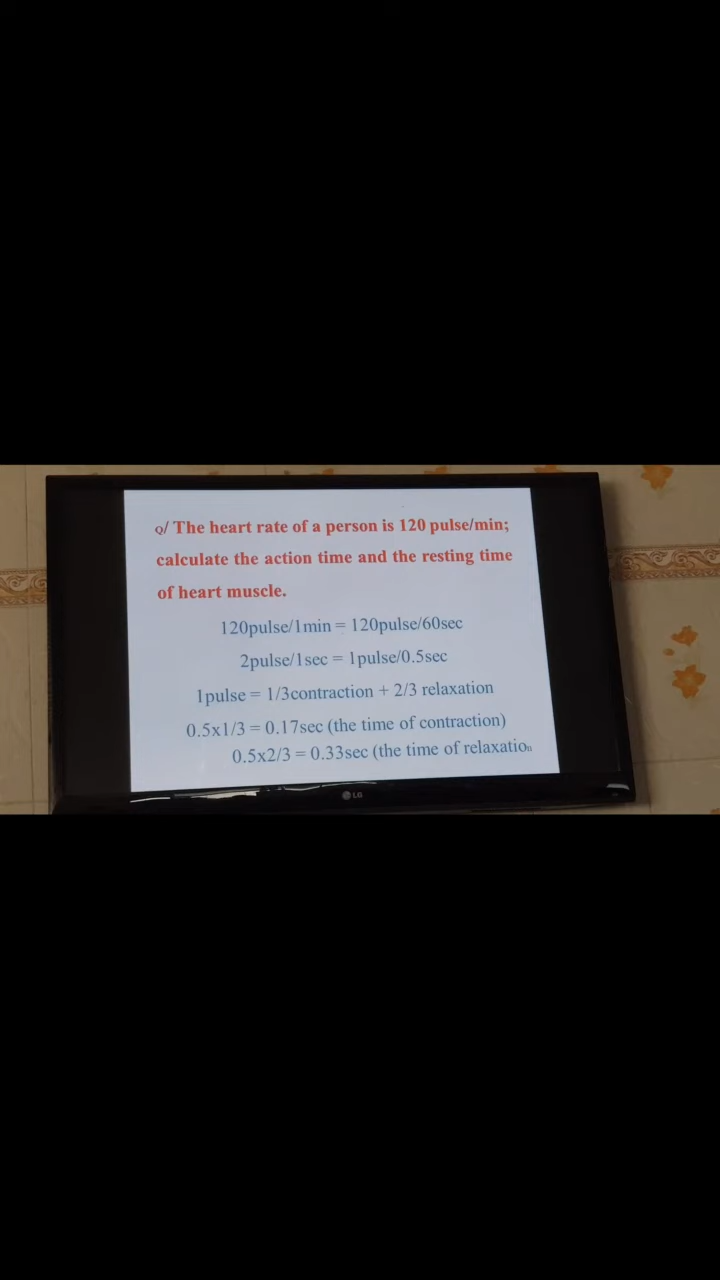 Q/ The heart rate of a person is 120 pulse/min;
calculate the action time and the resting time
of heart muscle.
120pulse/1min = 120pulse/60sec
2pulse/1sec = 1pulse/0.5sec
1pulse = 1/3contraction + 2/3 relaxation
0.5x1/3 = 0.17sec (the time of contraction)
0.5x2/3 = 0.33sec (the time of relaxation
LG